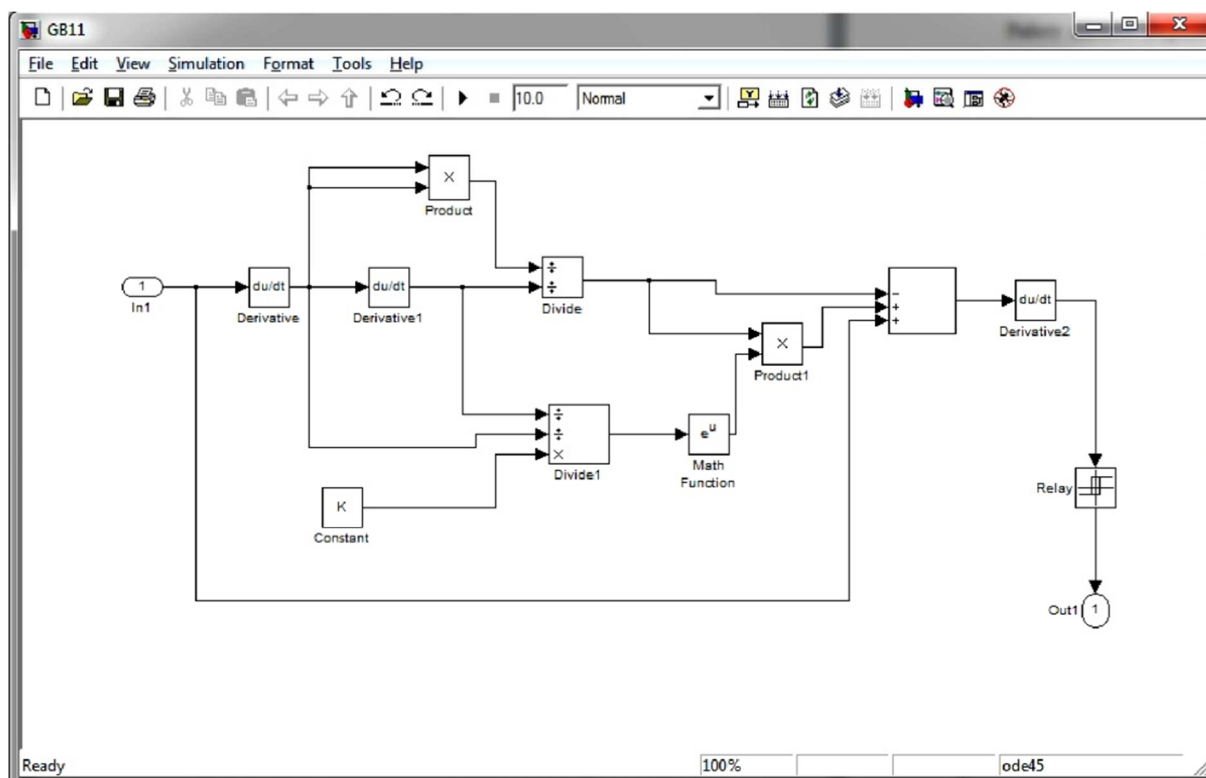 GB11
File Edit View Simulation Format Tools Help
10.0 Normal
×
Product
1
In1
du/dt
Derivative
du/dt
Derivative1
÷
÷
Divide
×
Product1
−
+
+
du/dt
Derivative2
÷
÷
×
Divide1
eu
Math
Function
K
Constant
Relay
Out1 1
Ready 100% ode45